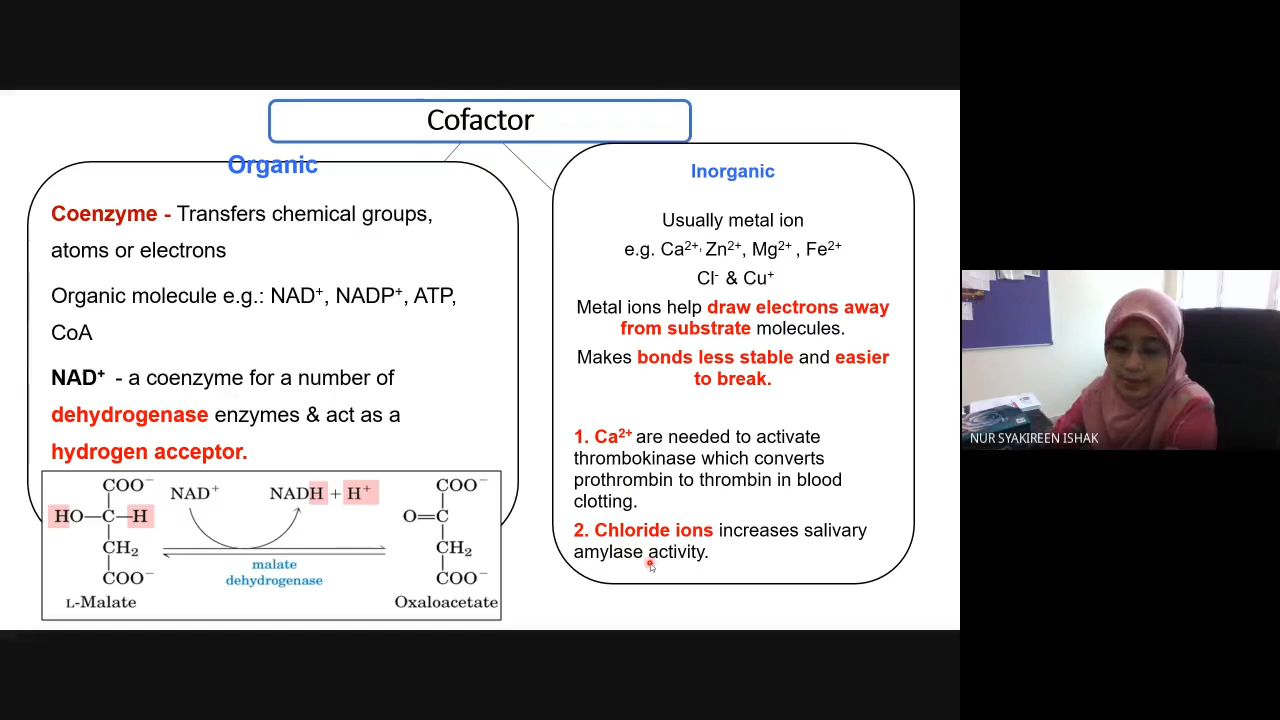 Cofactor
Organic
Coenzyme - Transfers chemical groups,
atoms or electrons
Organic molecule e.g.: NAD⁺, NADP⁺, ATP,
CoA
NAD⁺ - a coenzyme for a number of
dehydrogenase enzymes & act as a
hydrogen acceptor.
COO⁻
HO—C—H
CH₂
COO⁻
L-Malate
NAD⁺
NADH + H⁺
malate
dehydrogenase
COO⁻
O=C
CH₂
COO⁻
Oxaloacetate
Inorganic
Usually metal ion
e.g. Ca²⁺, Zn²⁺, Mg²⁺ , Fe²⁺
Cl⁻ & Cu⁺
Metal ions help draw electrons away
from substrate molecules.
Makes bonds less stable and easier
to break.
1. Ca²⁺ are needed to activate
thrombokinase which converts
prothrombin to thrombin in blood
clotting.
2. Chloride ions increases salivary
amylase activity.
NUR SYAKIREEN ISHAK